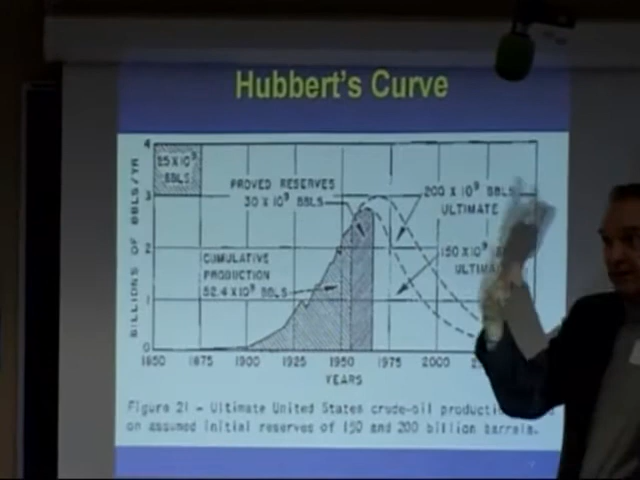 Hubbert's Curve
4
25 X 10⁹
BBLS
3
PROVED RESERVES
30 X 10⁹ BBLS
200 X 10⁹ BBLS
ULTIMATE
2
CUMULATIVE
PRODUCTION
52.4 X 10⁹ BBLS
150 X 10⁹
1
0
BILLIONS OF BBLS/YR
1850 1875 1900 1925 1950 1975 2000
YEARS
Figure 21 - Ultimate United States crude-oil
on assumed initial reserves of 150 and 200 billion barrels.